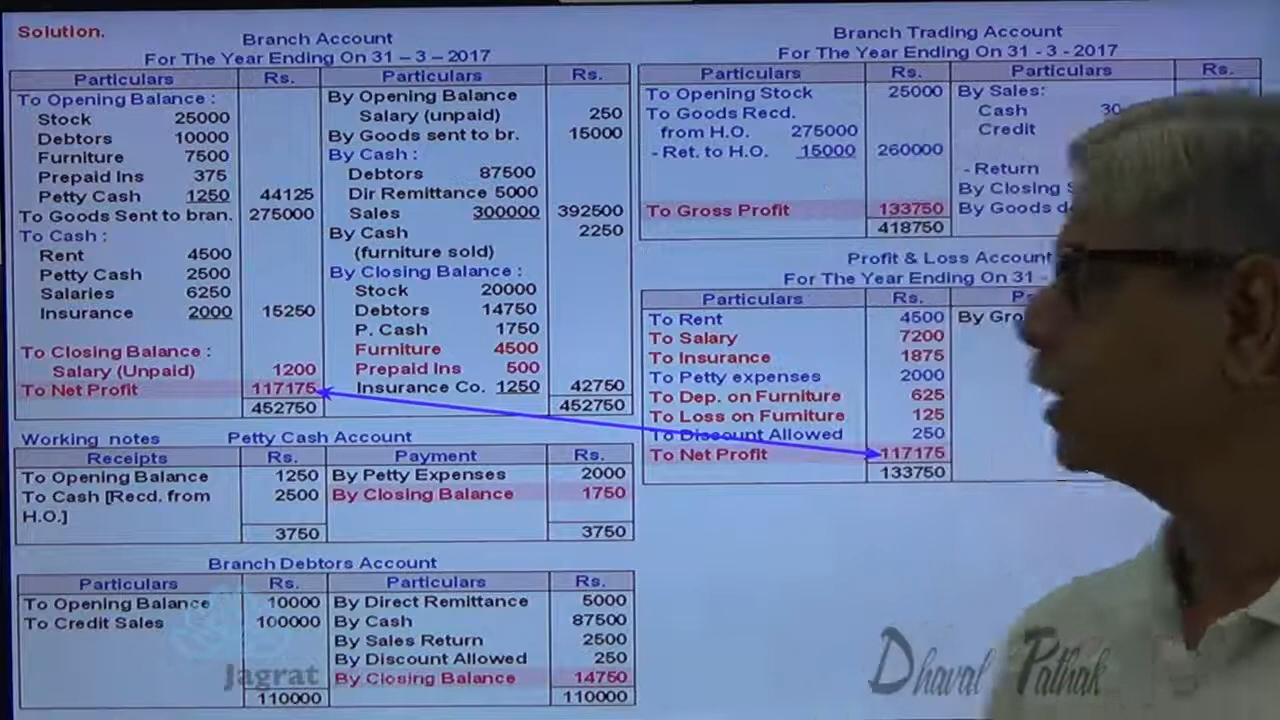 Solution.
Branch Account
For The Year Ending On 31 – 3 – 2017
Particulars Rs. Particulars Rs.
To Opening Balance : By Opening Balance
Stock 25000 Salary (unpaid) 250
Debtors 10000 By Goods sent to br. 15000
Furniture 7500 By Cash :
Prepaid Ins 375 Debtors 87500
Petty Cash 1250 44125 Dir Remittance 5000
To Goods Sent to bran. 275000 Sales 300000 392500
To Cash : By Cash 2250
Rent 4500 (furniture sold)
Petty Cash 2500 By Closing Balance :
Salaries 6250 Stock 20000
Insurance 2000 15250 Debtors 14750
P. Cash 1750
To Closing Balance : Furniture 4500
Salary (Unpaid) 1200 Prepaid Ins 500
To Net Profit 117175 Insurance Co. 1250 42750
452750 452750
Working notes Petty Cash Account
Receipts Rs. Payment Rs.
To Opening Balance 1250 By Petty Expenses 2000
To Cash [Recd. from 2500 By Closing Balance 1750
H.O.]
3750 3750
Branch Debtors Account
Particulars Rs. Particulars Rs.
To Opening Balance 10000 By Direct Remittance 5000
To Credit Sales 100000 By Cash 87500
By Sales Return 2500
By Discount Allowed 250
By Closing Balance 14750
110000 110000
Jagrat
Branch Trading Account
For The Year Ending On 31 - 3 - 2017
Particulars Rs. Particulars Rs.
To Opening Stock 25000 By Sales:
To Goods Recd. Cash 30
from H.O. 275000 Credit
- Ret. to H.O. 15000 260000
- Return
By Closing S
To Gross Profit 133750 By Goods
418750
Profit & Loss Account
For The Year Ending On 31 -
Particulars Rs.
To Rent 4500 By Gro
To Salary 7200
To Insurance 1875
To Petty expenses 2000
To Dep. on Furniture 625
To Loss on Furniture 125
To Discount Allowed 250
To Net Profit 117175
133750
Dhaval Pathak